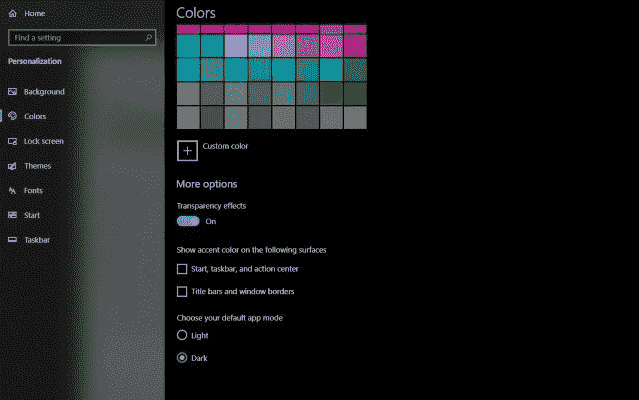 Home
Find a setting
Personalization
Background
Colors
Lock screen
Themes
Fonts
Start
Taskbar
Colors
Custom color
More options
Transparency effects
On
Show accent color on the following surfaces
Start, taskbar, and action center
Title bars and window borders
Choose your default app mode
Light
Dark